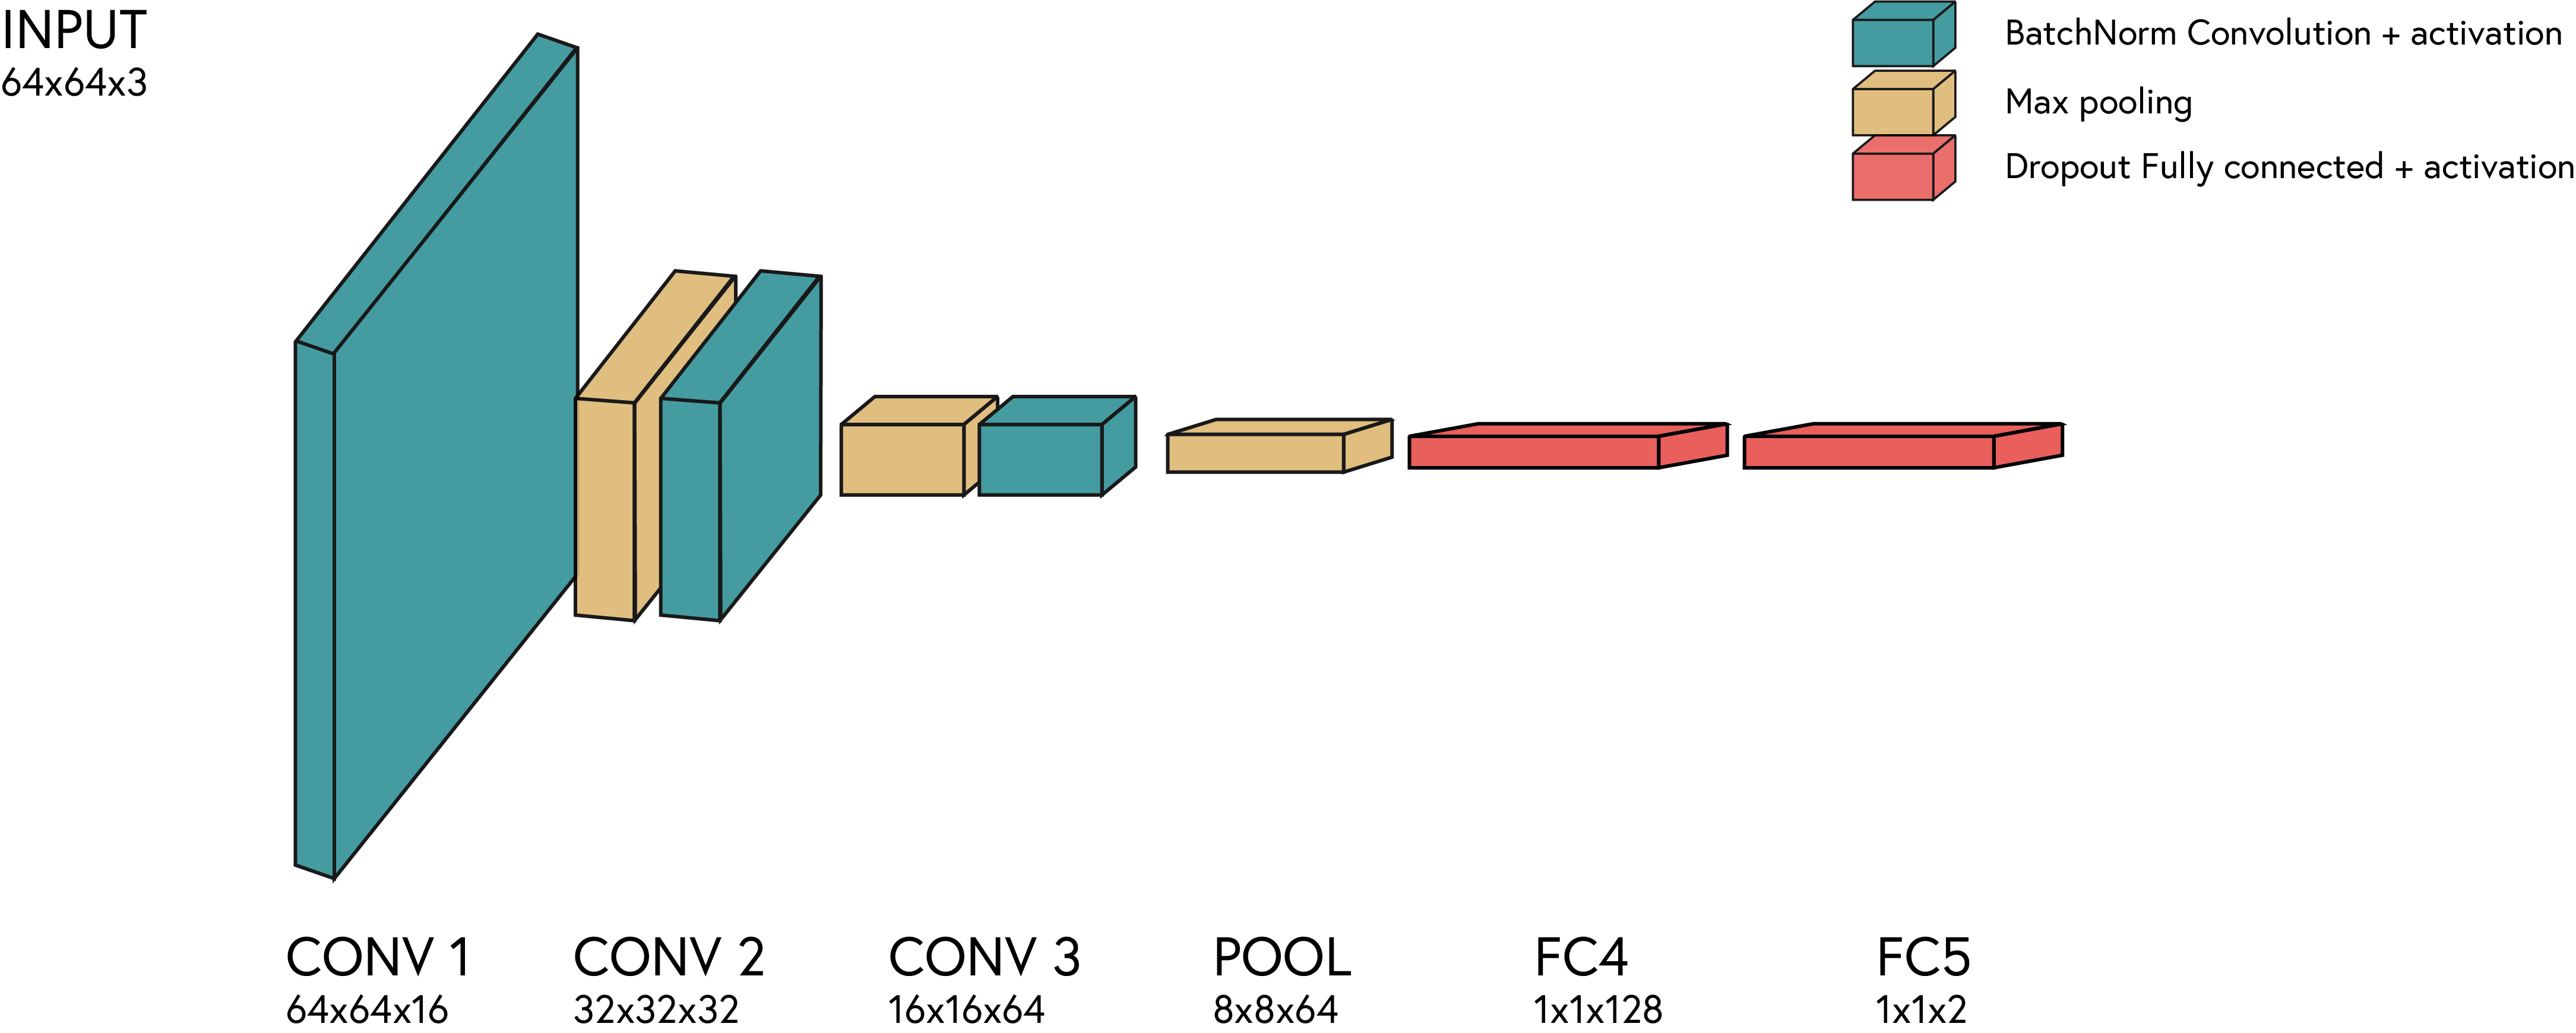 INPUT
64x64x3
BatchNorm Convolution + activation
Max pooling
Dropout Fully connected + activation
CONV 1
64x64x16
CONV 2
32x32x32
CONV 3
16x16x64
POOL
8x8x64
FC4
1x1x128
FC5
1x1x2